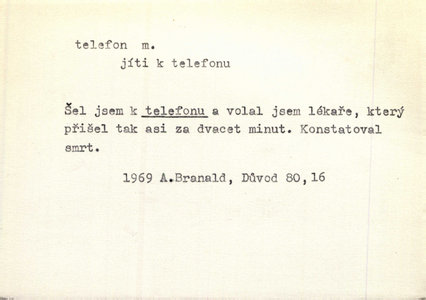 telefon m.
jíti k telefonu
Šel jsem k telefonu a volal jsem lékaře, který
přišel tak asi za dvacet minut. Konstatoval
smrt.
1969 A.Branald, Důvod 80,16